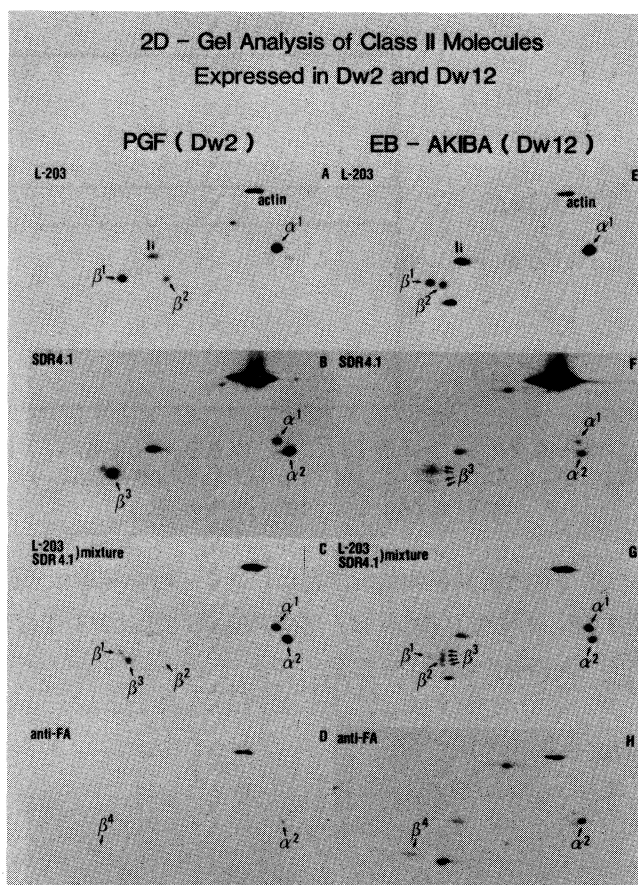 2D - Gel Analysis of Class II Molecules
Expressed in Dw2 and Dw12
PGF ( Dw2 )
EB - AKIBA ( Dw12 )
L-203
A
actin
α¹
Ii
β¹
β²
L-203
E
actin
α¹
Ii
β¹
β²
SDR4.1
B
α¹
α²
β³
SDR4.1
F
α¹
α²
β³
L-203
SDR4.1 ) mixture
C
α¹
α²
β¹
β³
β²
L-203
SDR4.1 ) mixture
G
α¹
α²
β¹
β²
β³
anti-FA
D
β⁴
α²
anti-FA
H
β⁴
α²